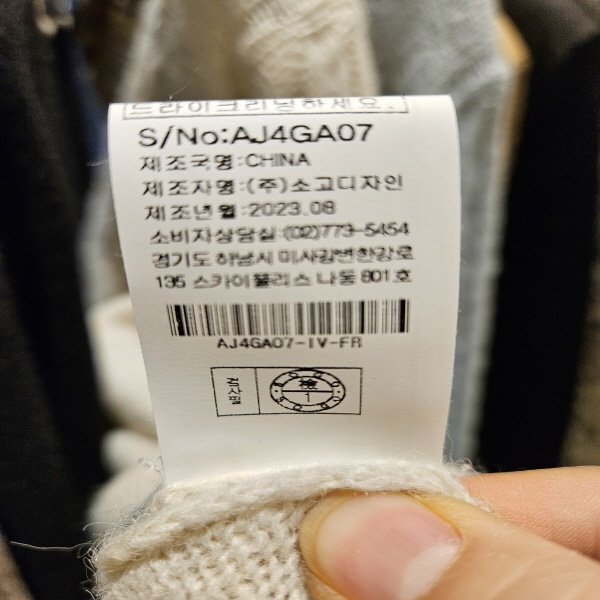 드라이크리닝하세요.
S/No:AJ4GA07
제조국명:CHINA
제조자명:(주)소고디자인
제조년월:2023.08
소비자상담실:(02)773-5454
경기도 하남시 미사강변한강로
135 스카이폴리스 나동 801호
AJ4GA07-IV-FR
檢
1